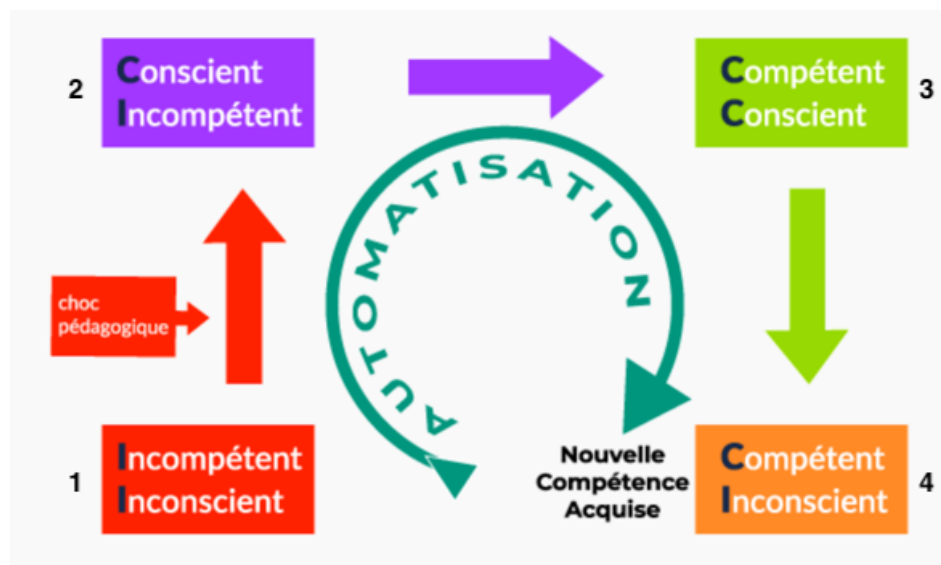 2
Conscient
Incompétent
Compétent
Conscient
3
AUTOMATISATION
choc
pédagogique
1
Incompétent
Inconscient
Nouvelle
Compétence
Acquise
Compétent
Inconscient
4